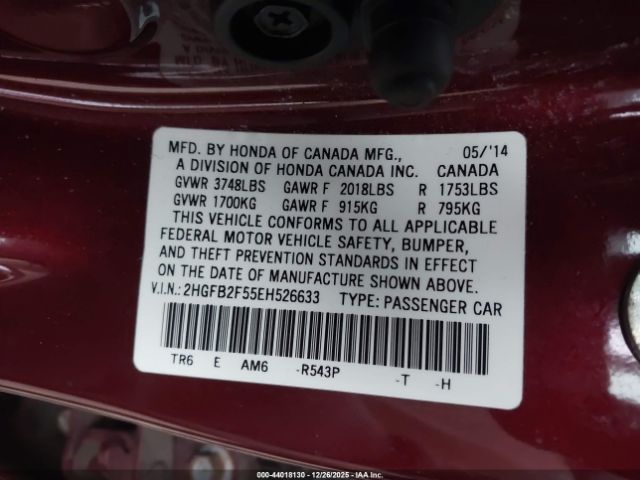 MFD. BY HONDA OF CANADA MFG., 05/'14
A DIVISION OF HONDA CANADA INC. CANADA
GVWR 3748LBS GAWR F 2018LBS R 1753LBS
GVWR 1700KG GAWR F 915KG R 795KG
THIS VEHICLE CONFORMS TO ALL APPLICABLE
FEDERAL MOTOR VEHICLE SAFETY, BUMPER,
AND THEFT PREVENTION STANDARDS IN EFFECT
ON THE DATE OF MANUFACTURE SHOWN ABOVE.
V.I.N.: 2HGFB2F55EH526633 TYPE: PASSENGER CAR
TR6 E AM6 -R543P -T -H
000-44018130 - 12/26/2025 - IAA Inc.